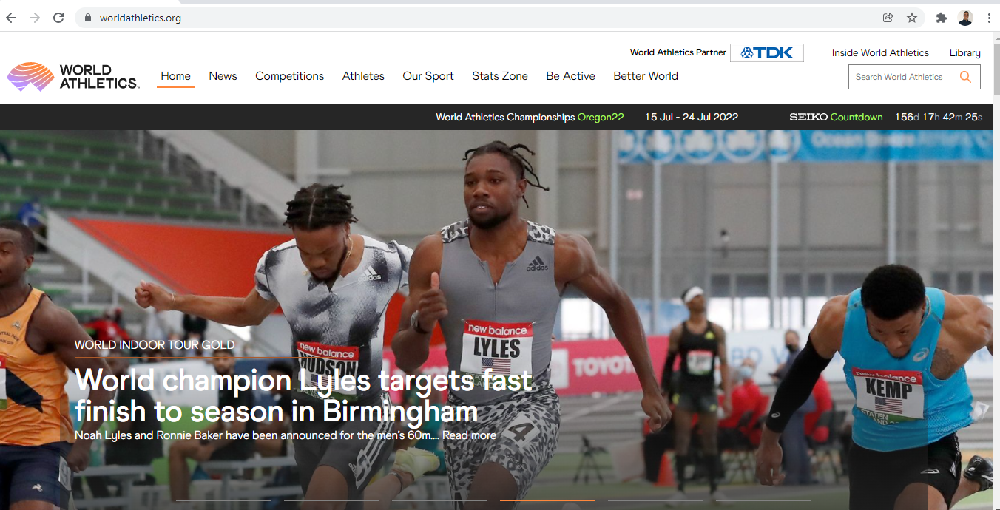 worldathletics.org
World Athletics Partner TDK Inside World Athletics Library
WORLD
ATHLETICS.
Home News Competitions Athletes Our Sport Stats Zone Be Active Better World
Search World Athletics
World Athletics Championships Oregon22 15 Jul - 24 Jul 2022 SEIKO Countdown 156d 17h 42m 25s
adidas
adidas
new balance
LYLES
new balance
HUDSON
TOYOT
new balance
KEMP
STATEN
4
WORLD INDOOR TOUR GOLD
World champion Lyles targets fast
finish to season in Birmingham
Noah Lyles and Ronnie Baker have been announced for the men's 60m.... Read more